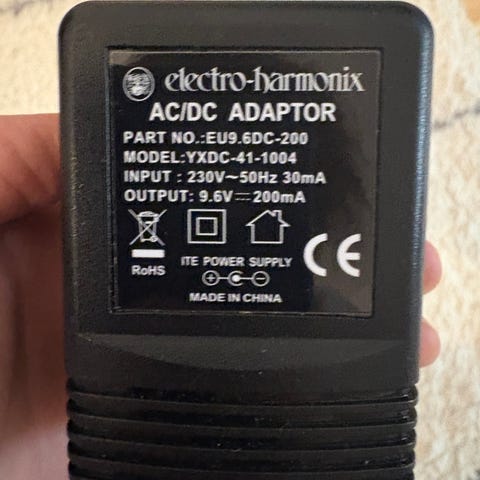 electro-harmonix
AC/DC ADAPTOR
PART NO.:EU9.6DC-200
MODEL:YXDC-41-1004
INPUT : 230V~50Hz 30mA
OUTPUT: 9.6V⎓200mA
RoHS
ITE POWER SUPPLY
MADE IN CHINA
CE